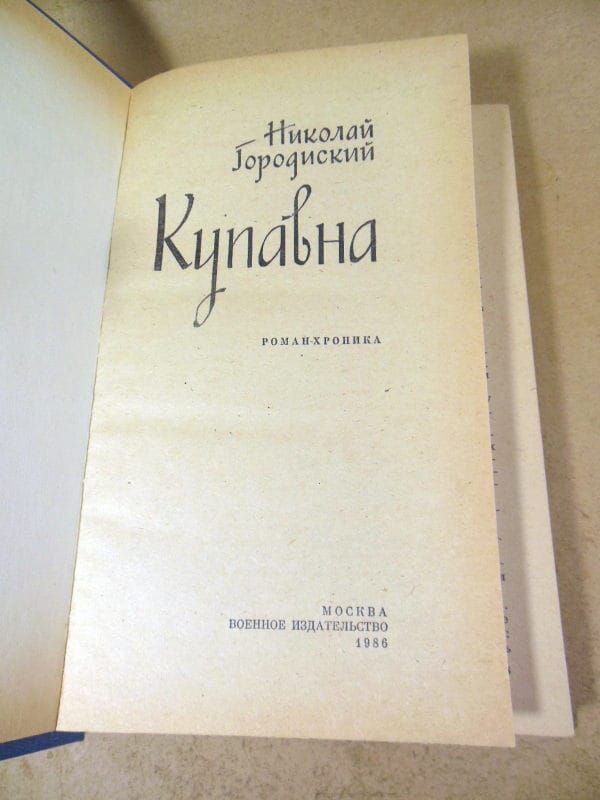 Николай
Городиский
Купавна
РОМАН-ХРОНИКА
МОСКВА
ВОЕННОЕ ИЗДАТЕЛЬСТВО
1986